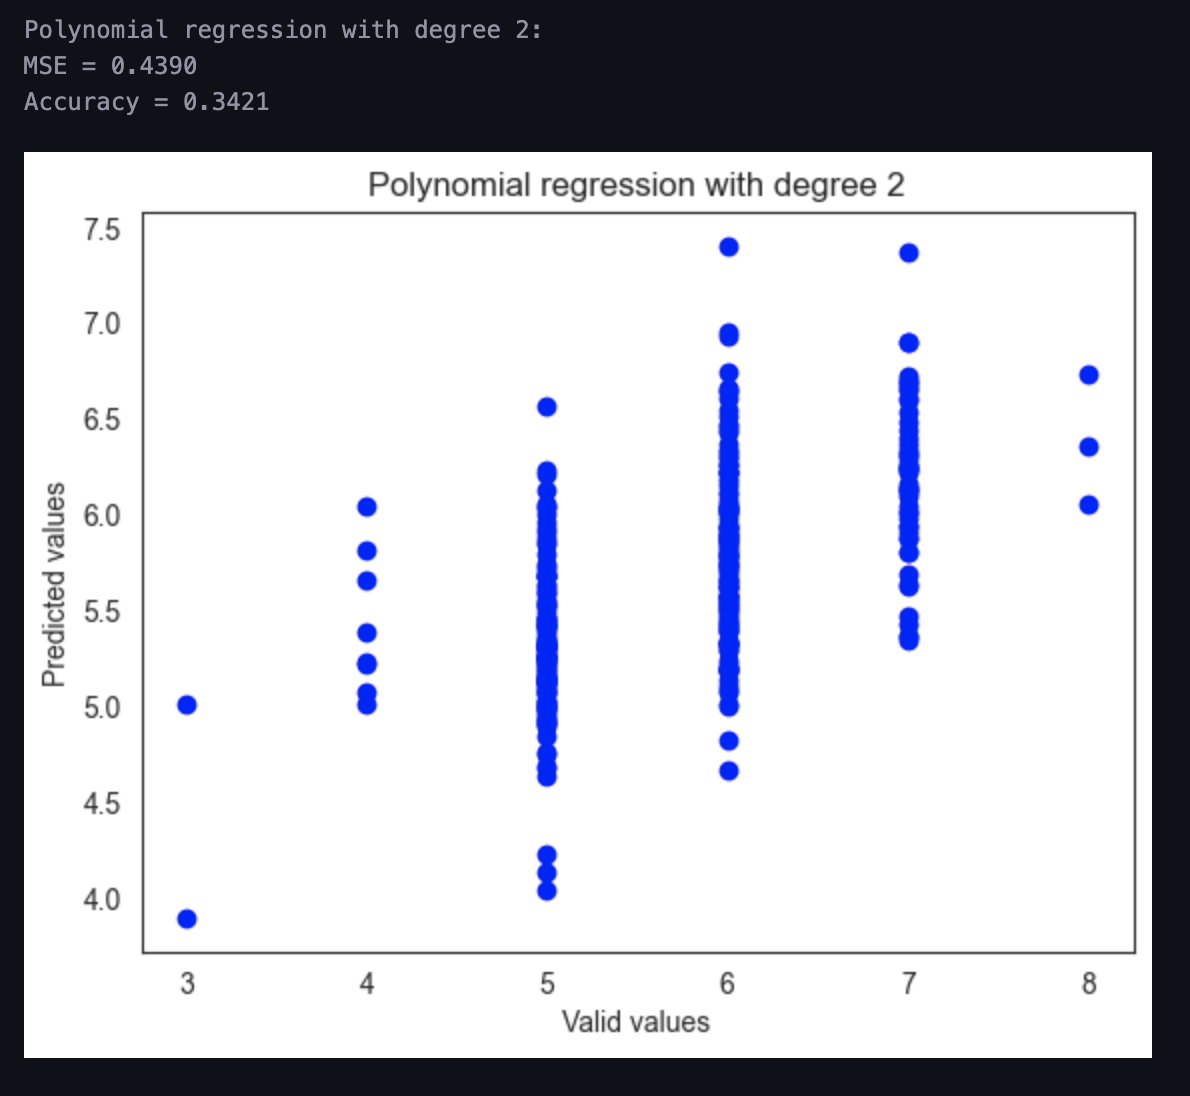 Polynomial regression with degree 2:
MSE = 0.4390
Accuracy = 0.3421
Polynomial regression with degree 2
7.5
7.0
6.5
6.0
5.5
5.0
4.5
4.0
Predicted values
3 4 5 6 7 8
Valid values